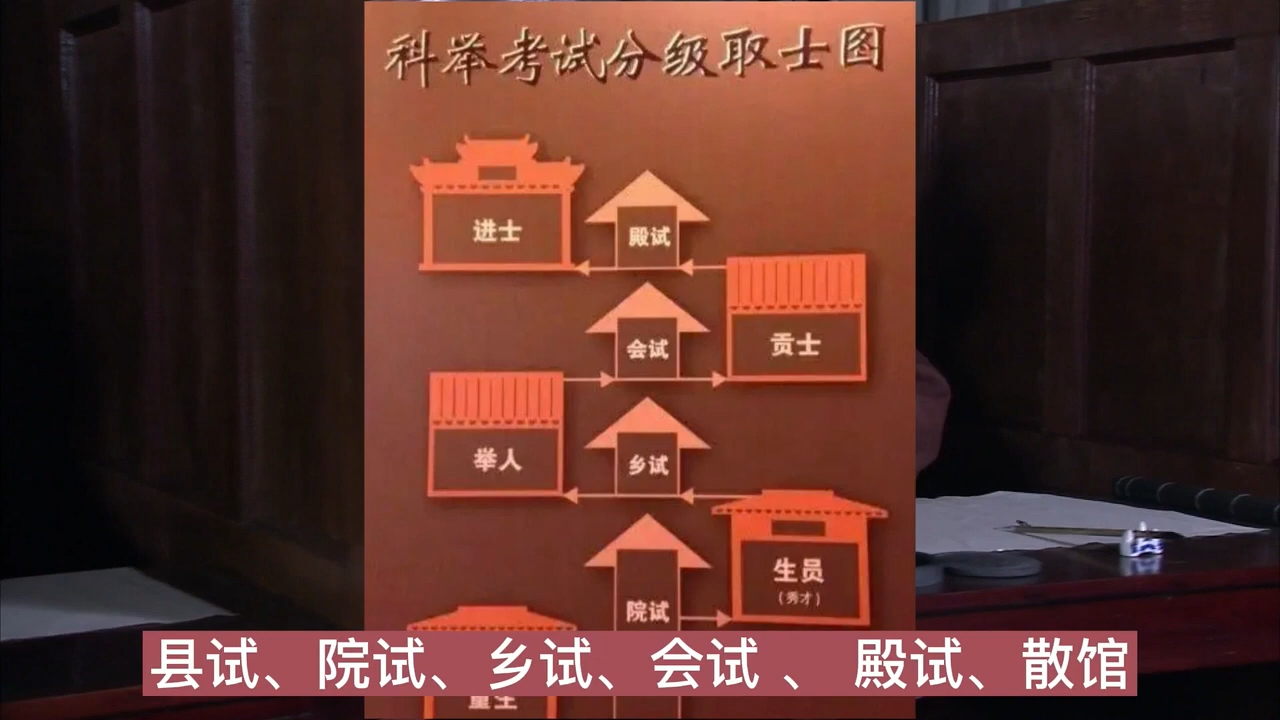 科举考试分级取士图
进士
殿试
会试
贡士
举人
乡试
生员
(秀才)
院试
童生
县试、院试、乡试、会试 、 殿试、散馆